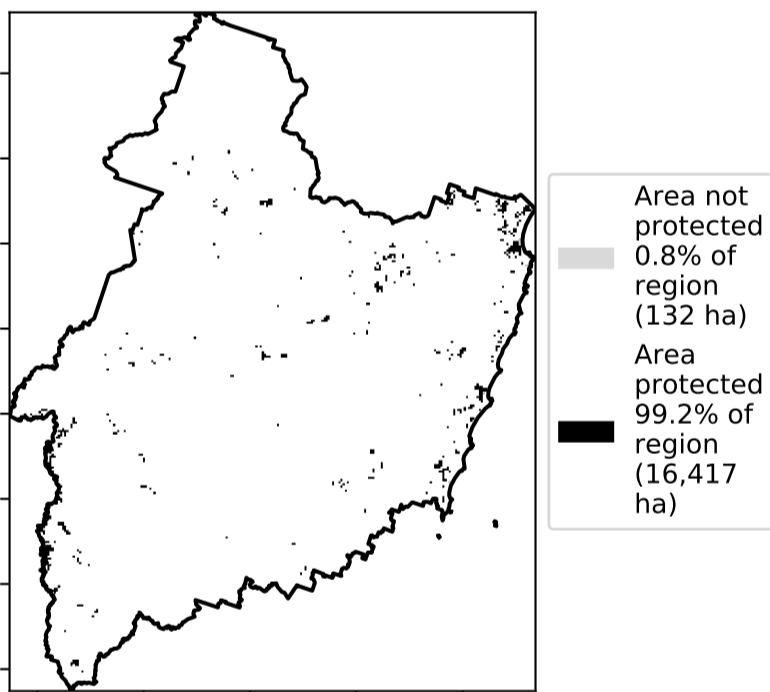 Area not
protected
0.8% of
region
(132 ha)
Area
protected
99.2% of
region
(16,417
ha)